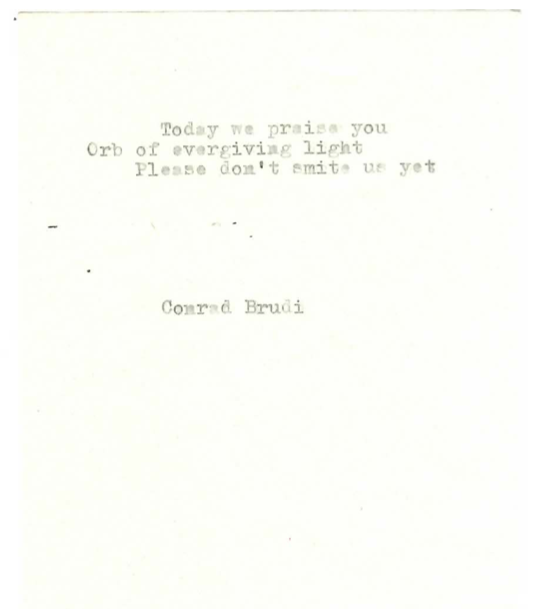 Today we praise you
Orb of evergiving light
Please don't smite us yet
Conrad Brudi